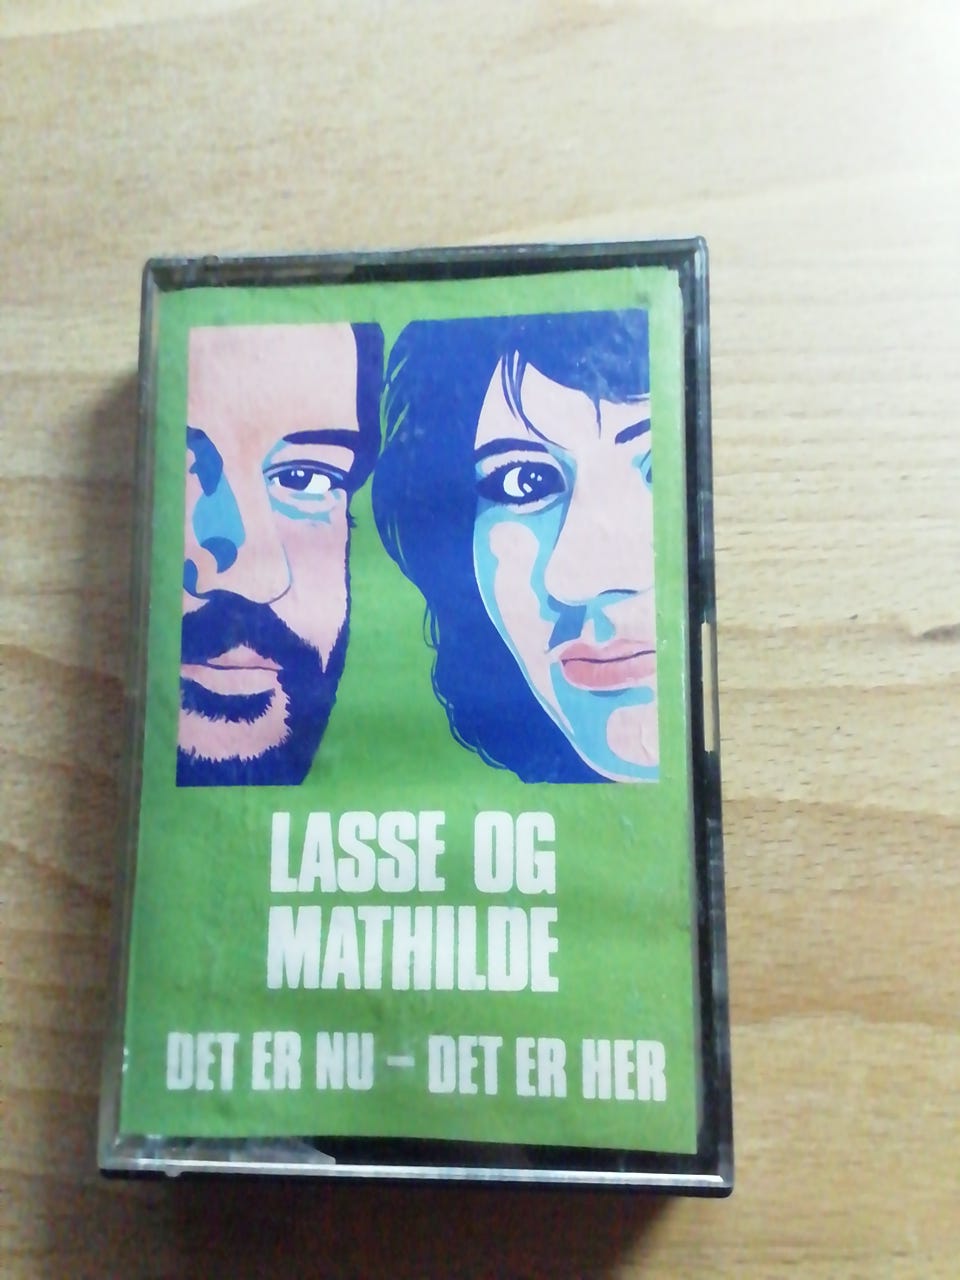 LASSE OG
MATHILDE
DET ER NU – DET ER HER